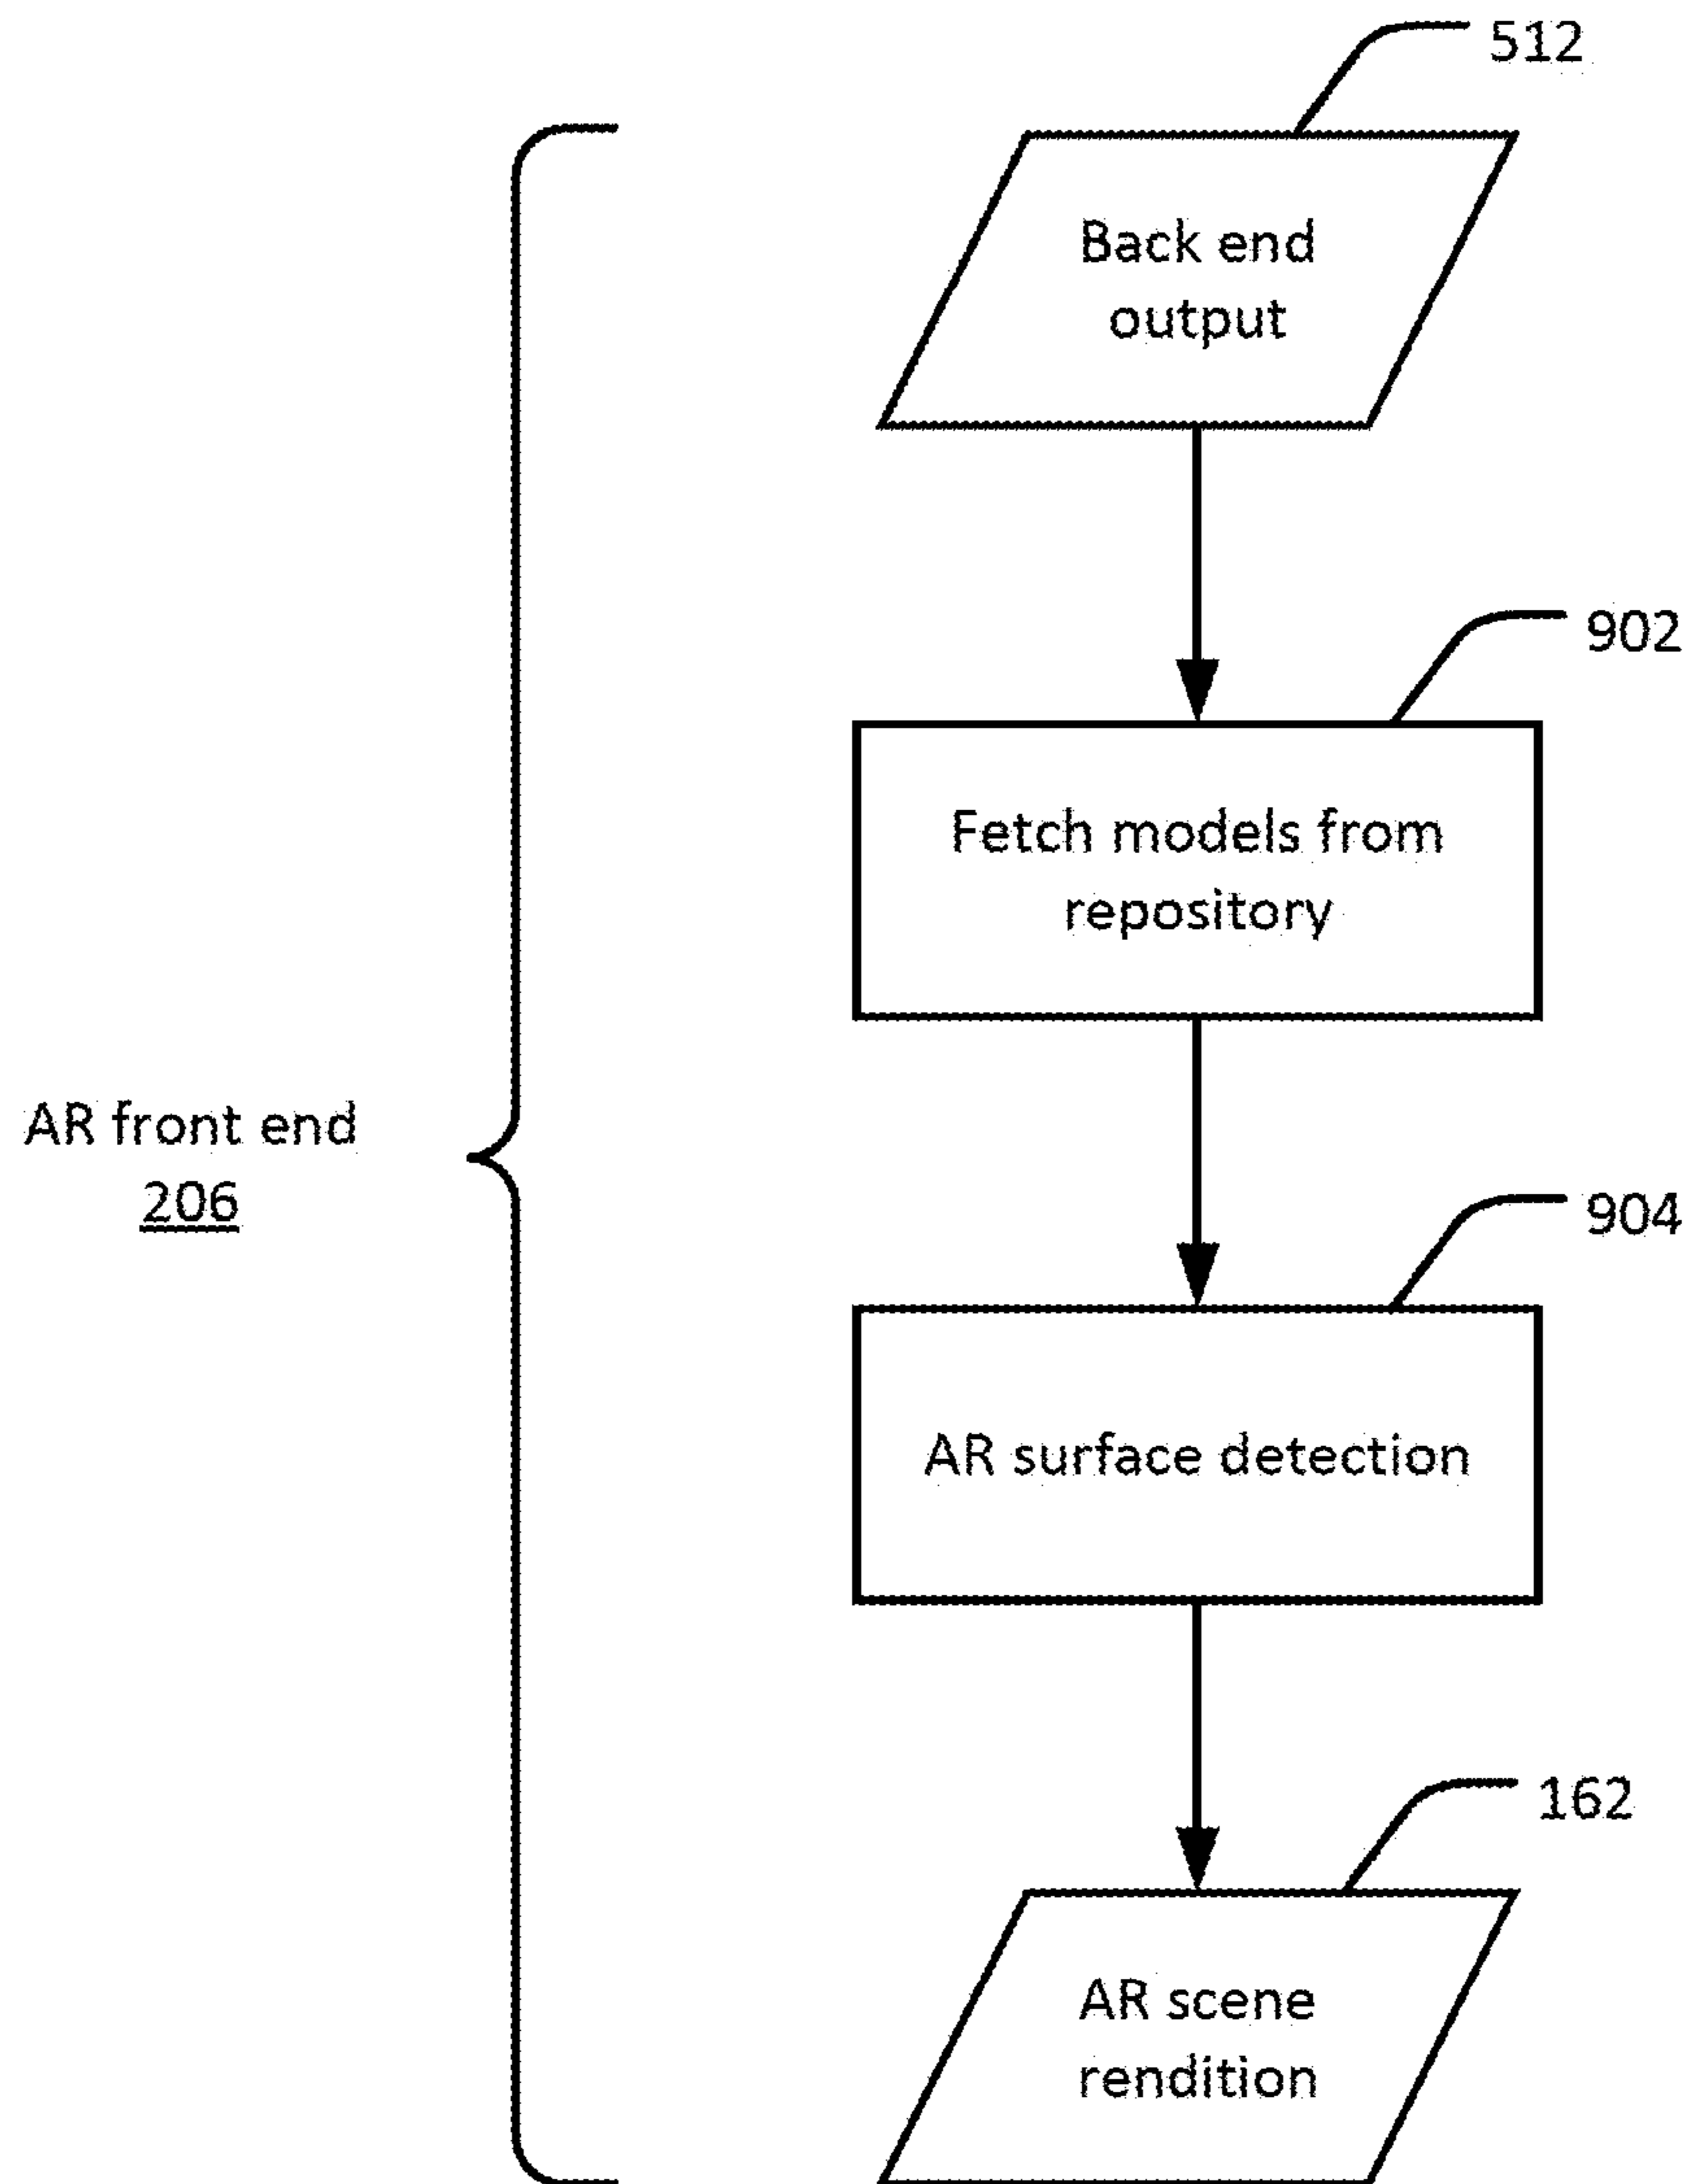 512
Back end
output
902
Fetch models from
repository
AR front end
206
904
AR surface detection
162
AR scene
rendition